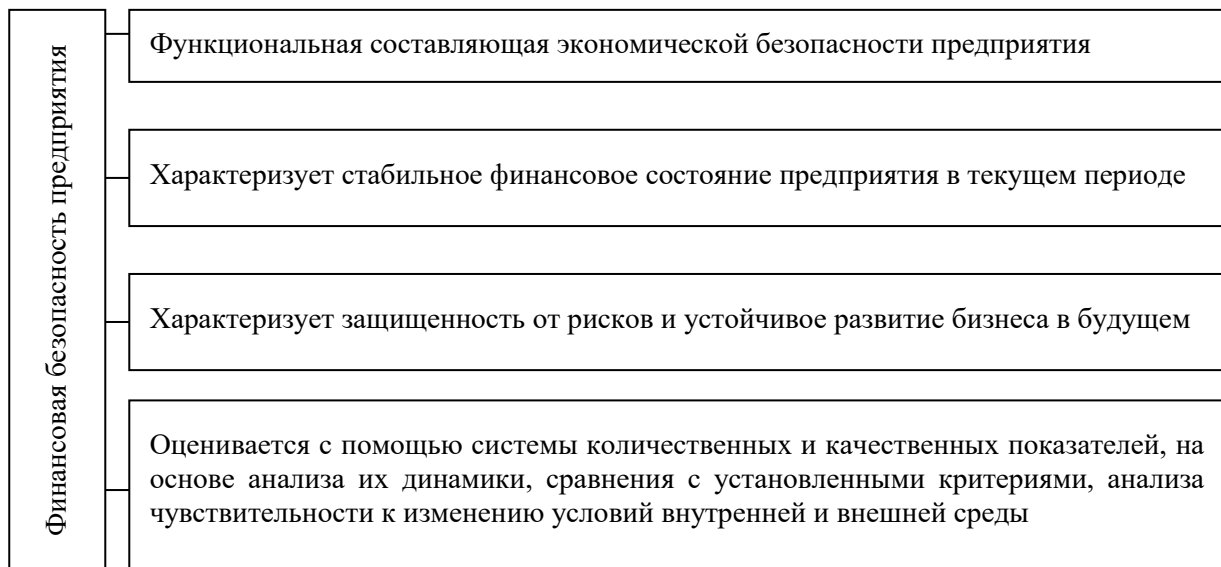 Финансовая безопасность предприятия
Функциональная составляющая экономической безопасности предприятия
Характеризует стабильное финансовое состояние предприятия в текущем периоде
Характеризует защищенность от рисков и устойчивое развитие бизнеса в будущем
Оценивается с помощью системы количественных и качественных показателей, на
основе анализа их динамики, сравнения с установленными критериями, анализа
чувствительности к изменению условий внутренней и внешней среды